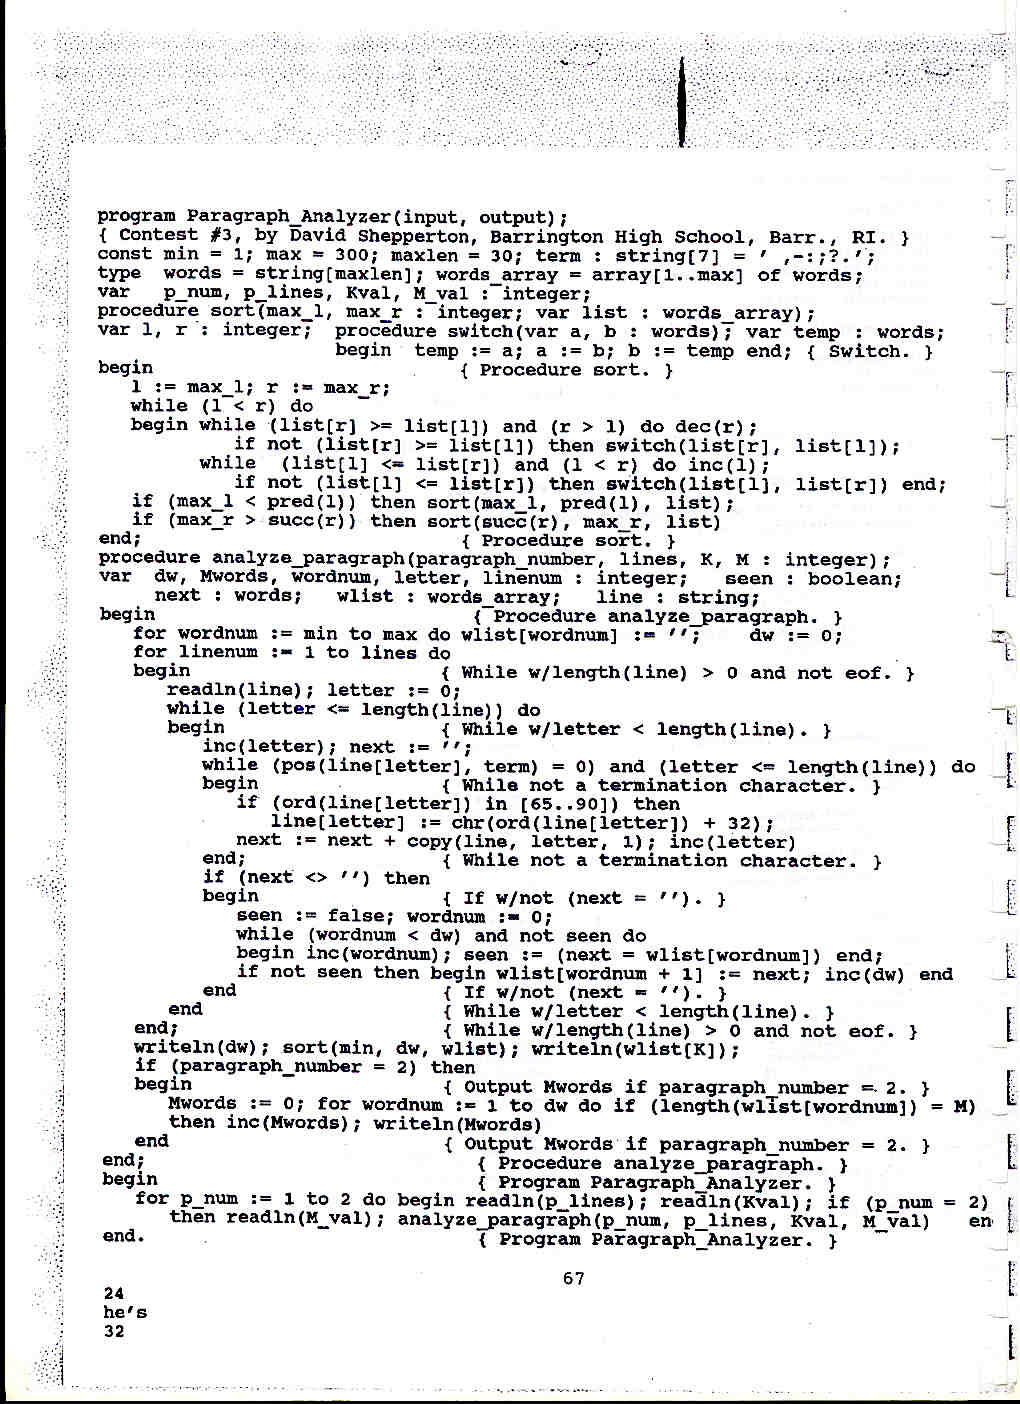 program Paragraph_Analyzer(input, output);
{ Contest #3, by David Shepperton, Barrington High School, Barr., RI. }
const min = 1; max = 300; maxlen = 30; term : string[7] = ' ,-:;?.';
type  words = string[maxlen]; words_array = array[1..max] of words;
var   p_num, p_lines, Kval, M_val : integer;
procedure sort(max_l, max_r : integer; var list : words_array);
var l, r : integer;  procedure switch(var a, b : words); var temp : words;
                     begin  temp := a; a := b; b := temp end; { Switch. }
begin                           { Procedure sort. }
   l := max_l; r := max_r;
   while (l < r) do
   begin while (list[r] >= list[l]) and (r > l) do dec(r);
            if not (list[r] >= list[l]) then switch(list[r], list[l]);
         while  (list[l] <= list[r]) and (l < r) do inc(l);
            if not (list[l] <= list[r]) then switch(list[l], list[r]) end;
   if (max_l < pred(l)) then sort(max_l, pred(l), list);
   if (max_r > succ(r)) then sort(succ(r), max_r, list)
end;                            { Procedure sort. }
procedure analyze_paragraph(paragraph_number, lines, K, M : integer);
var  dw, Mwords, wordnum, letter, linenum : integer;   seen : boolean;
     next : words;   wlist : words_array;   line : string;
begin                            { Procedure analyze_paragraph. }
   for wordnum := min to max do wlist[wordnum] := '';    dw := 0;
   for linenum := 1 to lines do
   begin                      { While w/length(line) > 0 and not eof. }
      readln(line); letter := 0;
      while (letter <= length(line)) do
      begin                   { While w/letter < length(line). }
         inc(letter); next := '';
         while (pos(line[letter], term) = 0) and (letter <= length(line)) do
         begin                { While not a termination character. }
            if (ord(line[letter]) in [65..90]) then
               line[letter] := chr(ord(line[letter]) + 32);
            next := next + copy(line, letter, 1); inc(letter)
         end;                 { While not a termination character. }
         if (next <> '') then
         begin                { If w/not (next = ''). }
            seen := false; wordnum := 0;
            while (wordnum < dw) and not seen do
            begin inc(wordnum); seen := (next = wlist[wordnum]) end;
            if not seen then begin wlist[wordnum + 1] := next; inc(dw) end
         end                  { If w/not (next = ''). }
      end                     { While w/letter < length(line). }
   end;                       { While w/length(line) > 0 and not eof. }
   writeln(dw); sort(min, dw, wlist); writeln(wlist[K]);
   if (paragraph_number = 2) then
   begin                      { Output Mwords if paragraph_number = 2. }
      Mwords := 0; for wordnum := 1 to dw do if (length(wlist[wordnum]) = M)
      then inc(Mwords); writeln(Mwords)
   end                        { Output Mwords if paragraph_number = 2. }
end;                             { Procedure analyze_paragraph. }
begin                            { Program Paragraph_Analyzer. }
   for p_num := 1 to 2 do begin readln(p_lines); readln(Kval); if (p_num = 2)
      then readln(M_val); analyze_paragraph(p_num, p_lines, Kval, M_val)   en
end.                             { Program Paragraph_Analyzer. }
67
24
he's
32